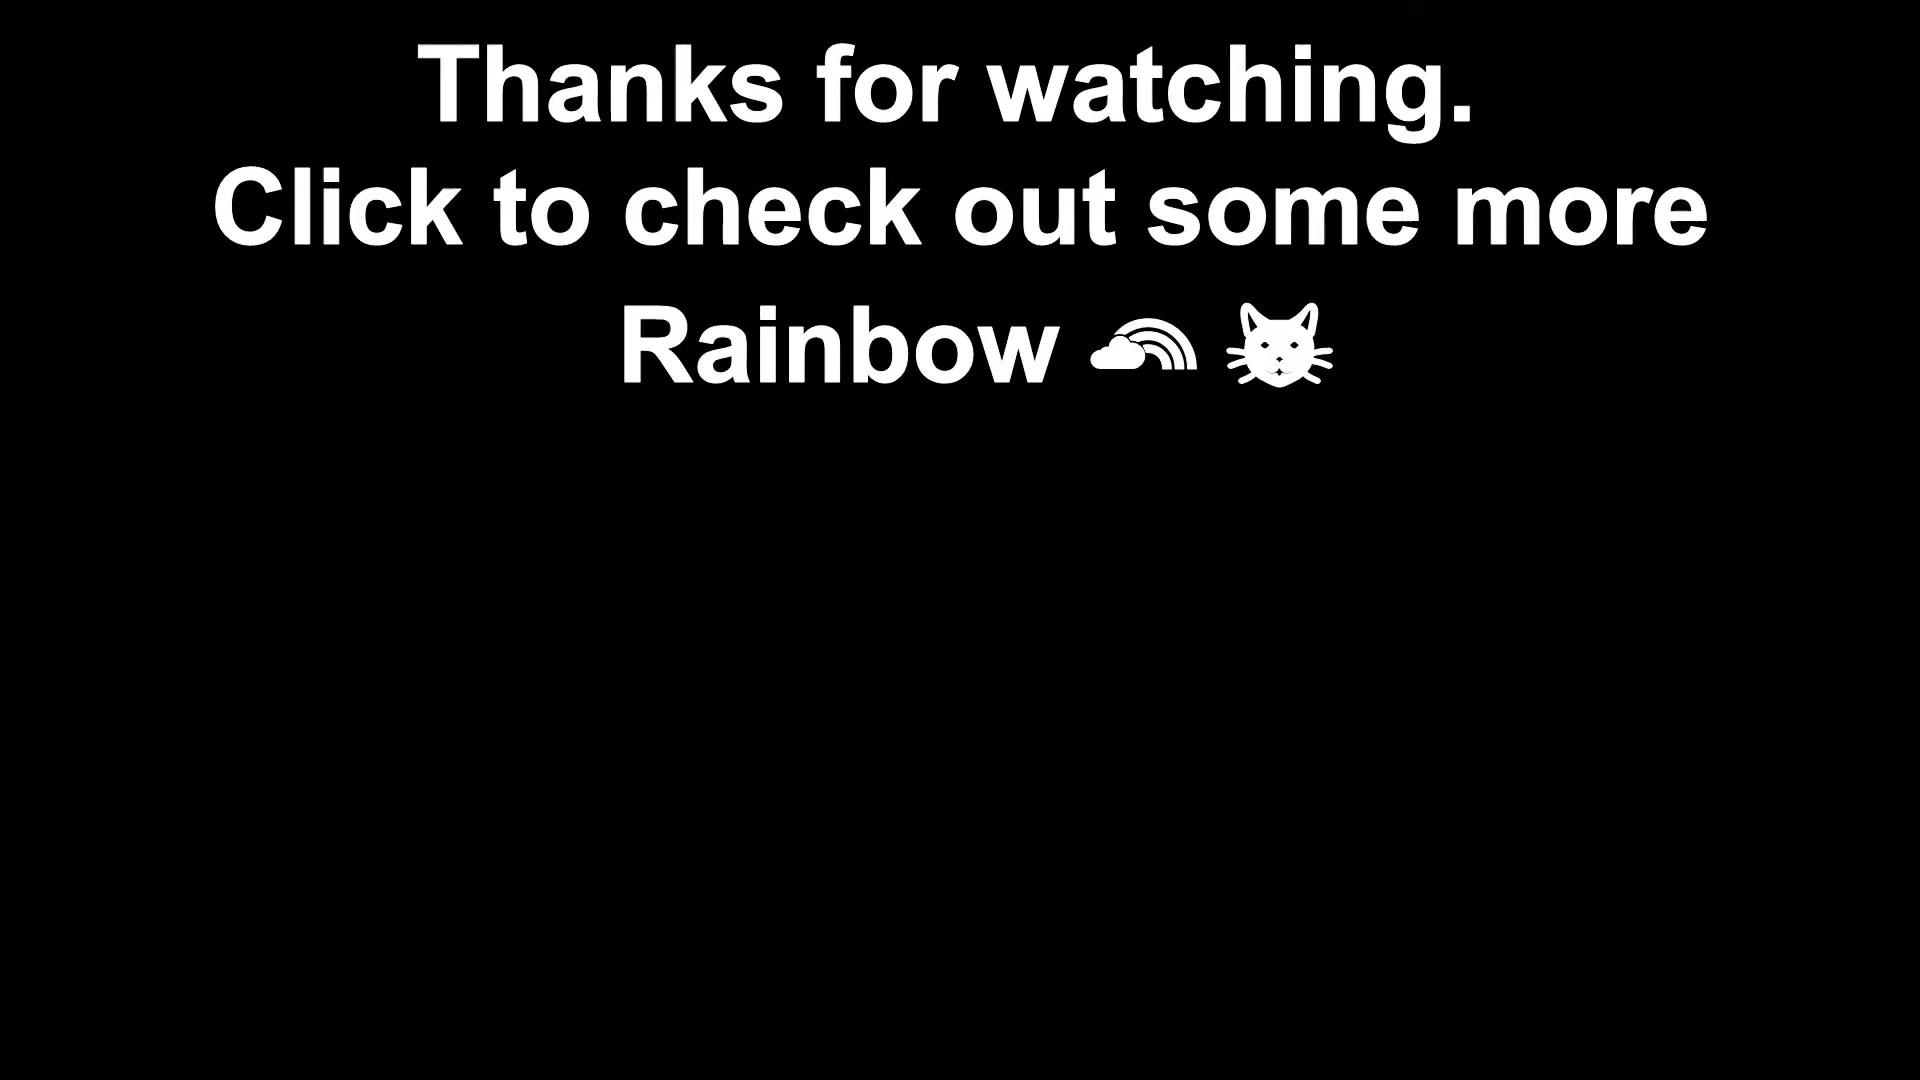 Thanks for watching.
Click to check out some more
Rainbow 🌈 🐱